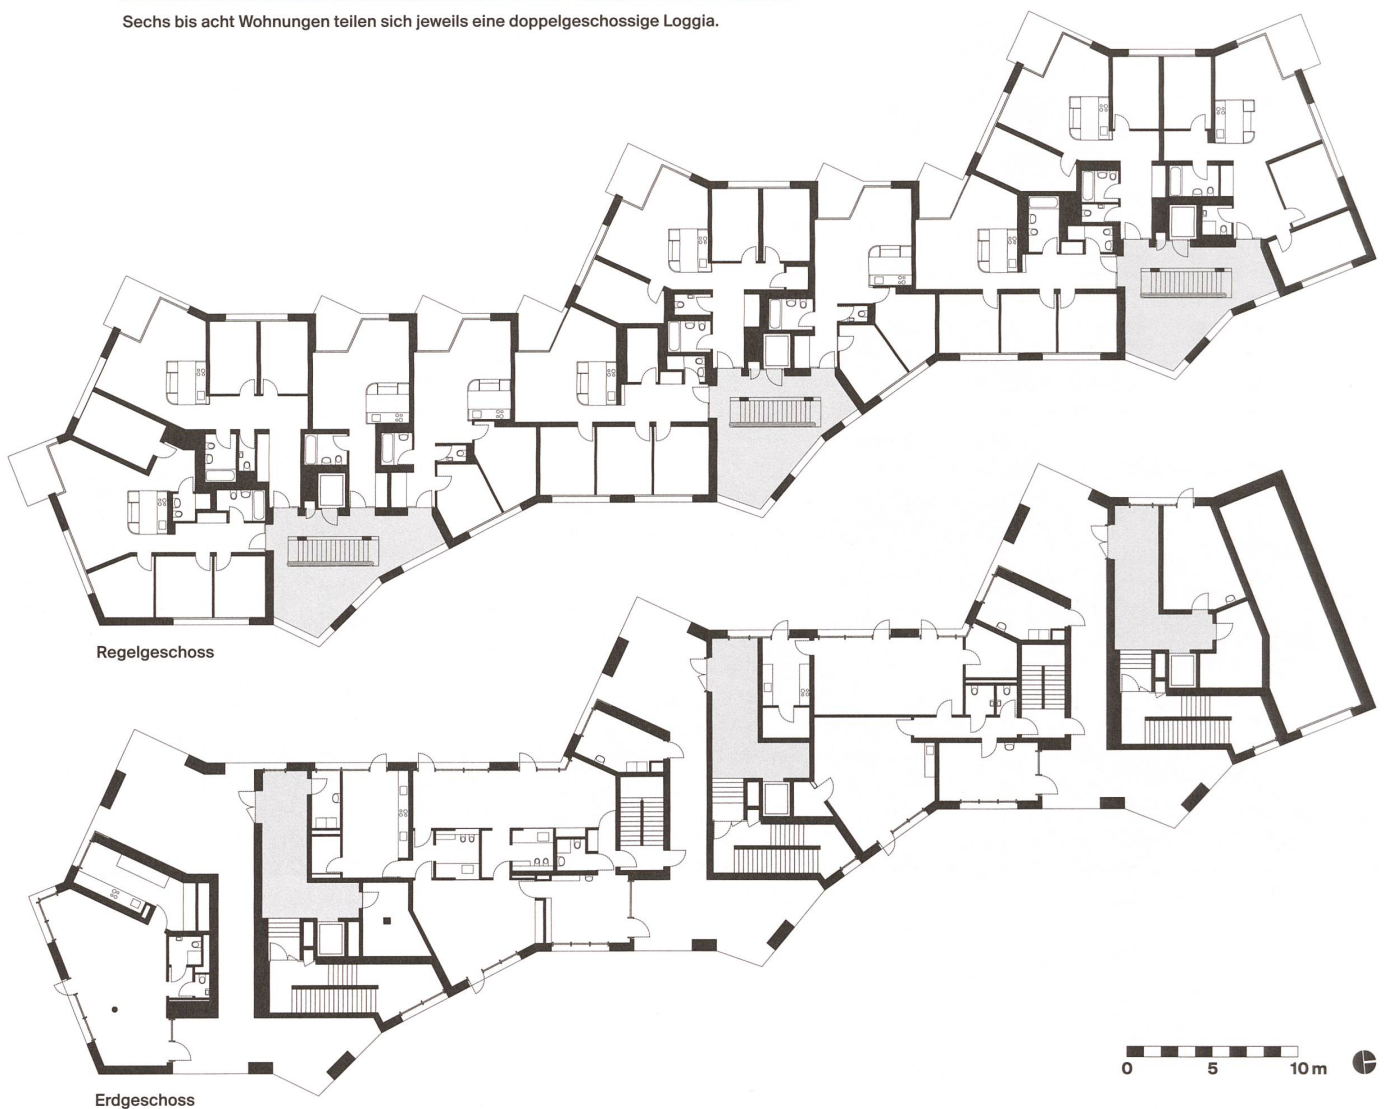 Sechs bis acht Wohnungen teilen sich jeweils eine doppelgeschossige Loggia.
Regelgeschoss
Erdgeschoss
0 5 10 m